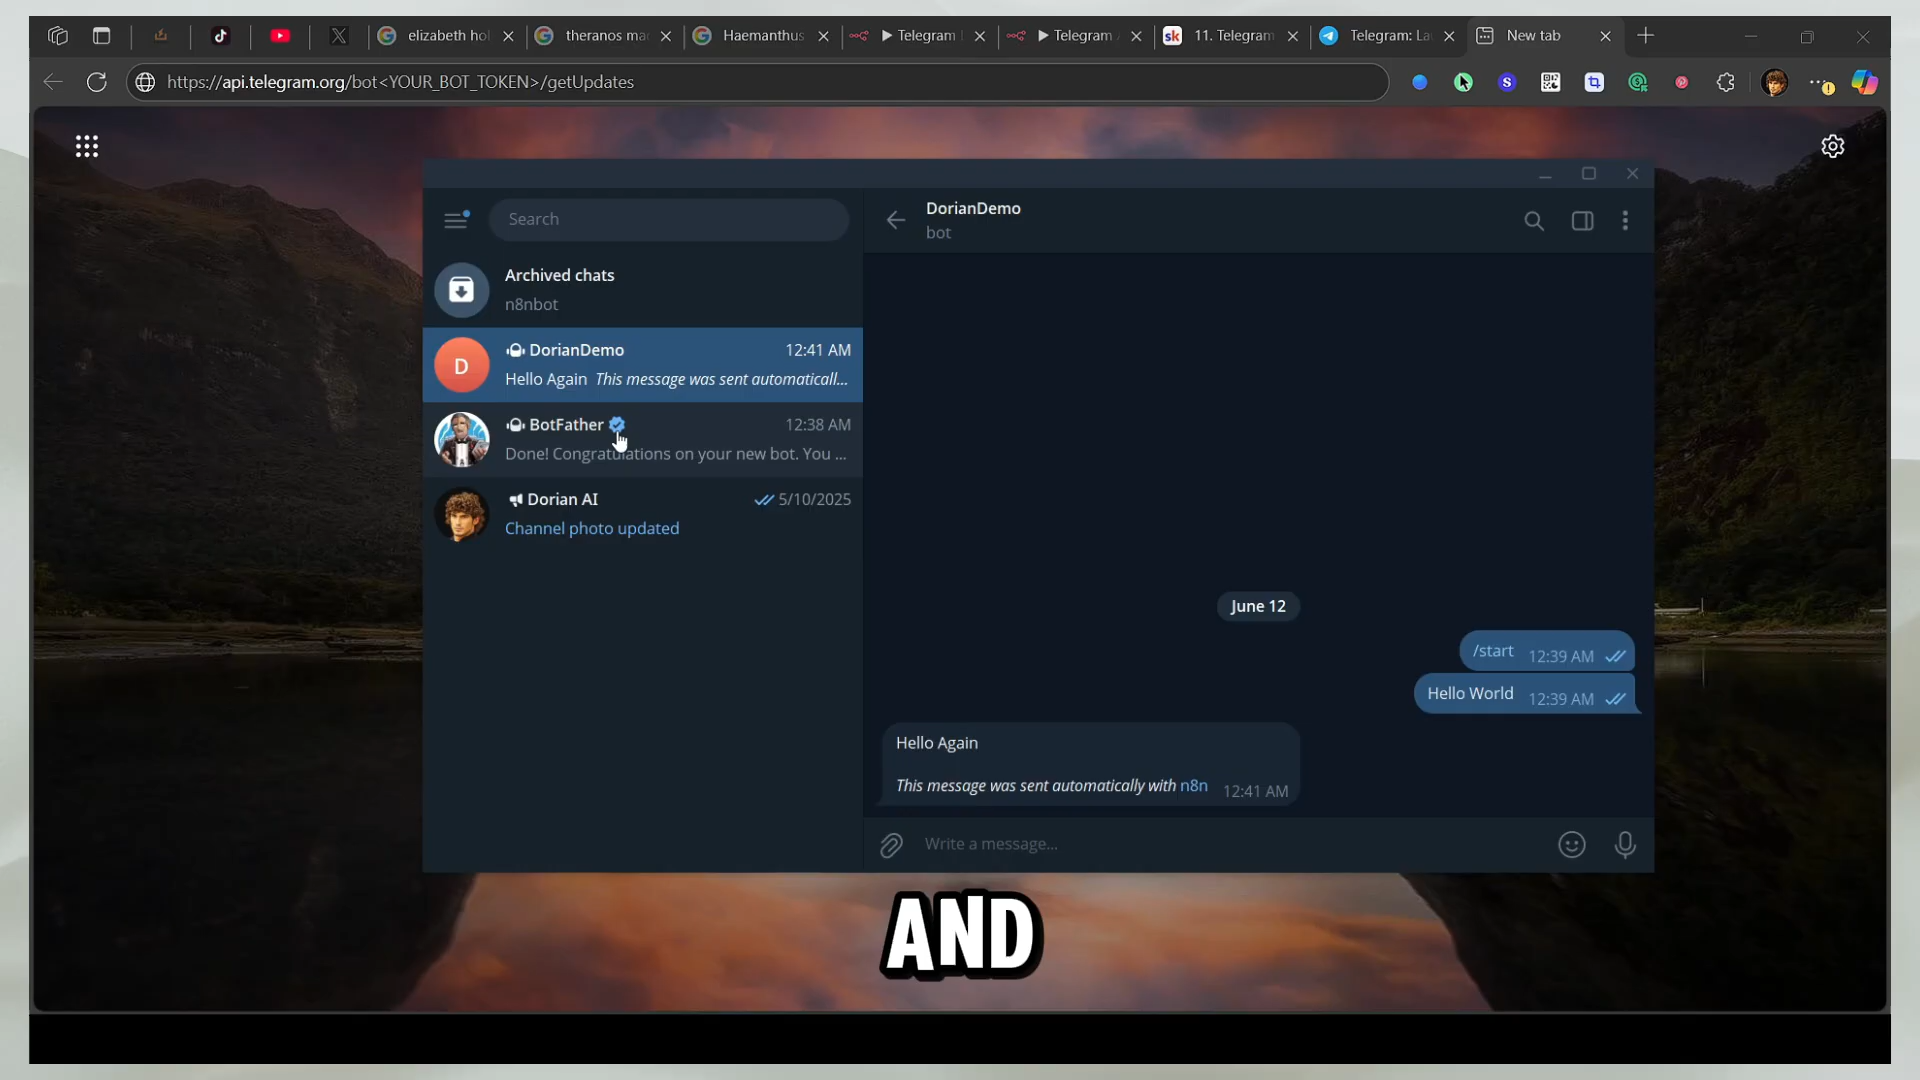 elizabeth hol
theranos mac
Haemanthus
▶ Telegram
▶ Telegram
sk
11. Telegram
Telegram: La
New tab
https://api.telegram.org/bot<YOUR_BOT_TOKEN>/getUpdates
Search
Archived chats
n8nbot
D
DorianDemo
12:41 AM
Hello Again This message was sent automaticall...
BotFather
12:38 AM
Done! Congratulations on your new bot. You ...
Dorian AI
5/10/2025
Channel photo updated
DorianDemo
bot
June 12
/start 12:39 AM
Hello World 12:39 AM
Hello Again
This message was sent automatically with n8n 12:41 AM
Write a message...
AND